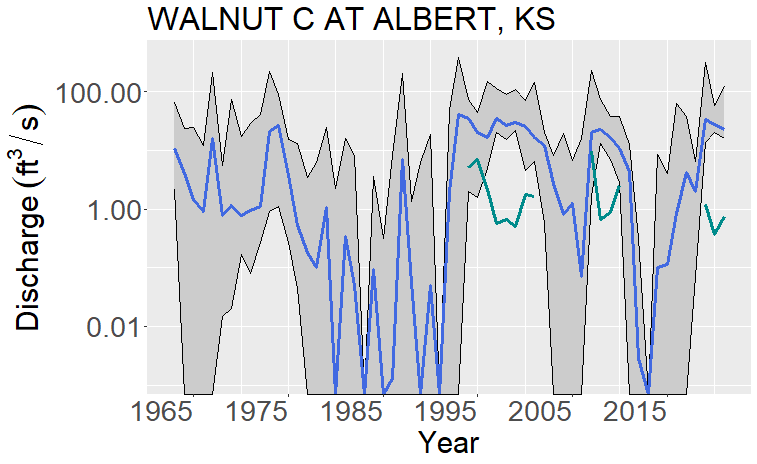 WALNUT C AT ALBERT, KS
Discharge (ft³ / s)
100.00
1.00
0.01
1965 1975 1985 1995 2005 2015
Year